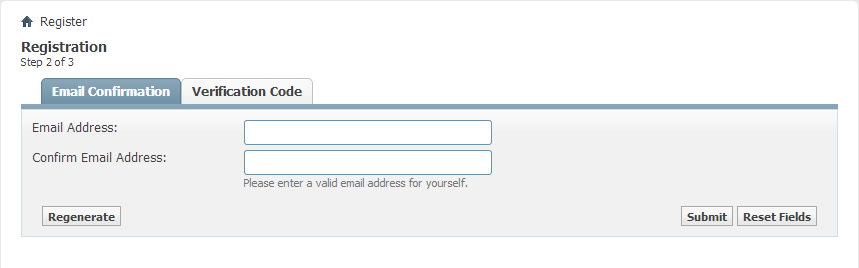 Register
Registration
Step 2 of 3
Email Confirmation Verification Code
Email Address:
Confirm Email Address:
Please enter a valid email address for yourself.
Regenerate Submit Reset Fields